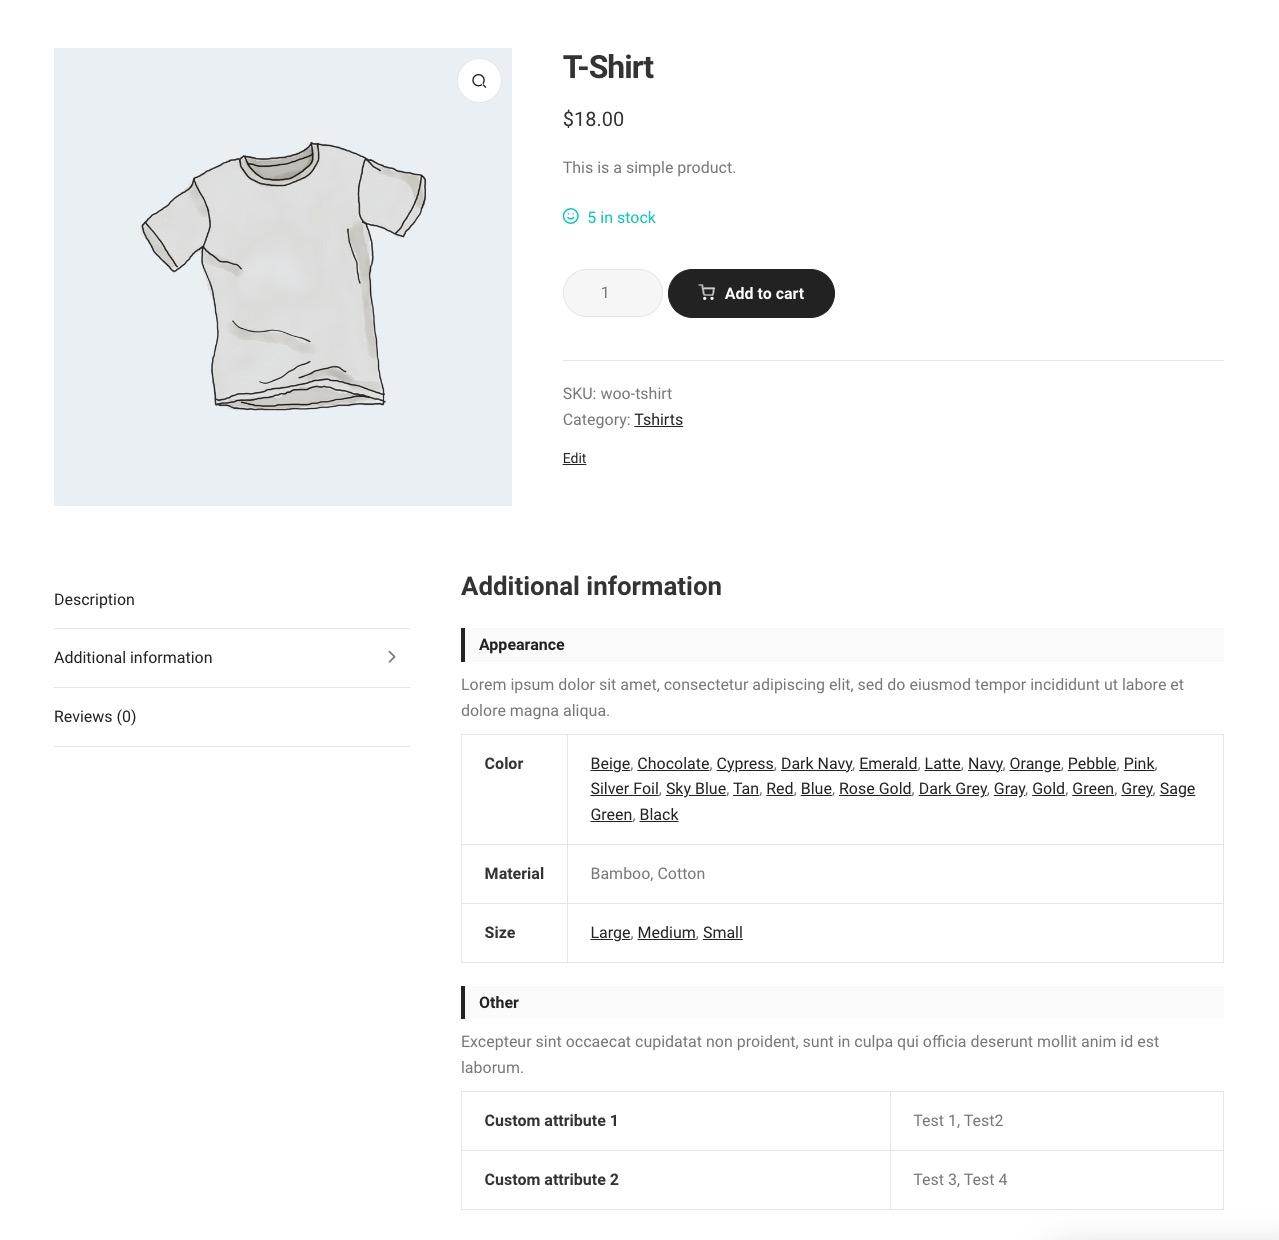 T-Shirt
$18.00
This is a simple product.
5 in stock
1
Add to cart
SKU: woo-tshirt
Category: Tshirts
Edit
Description
Additional information
Reviews (0)
Additional information
Appearance
Lorem ipsum dolor sit amet, consectetur adipiscing elit, sed do eiusmod tempor incididunt ut labore et
dolore magna aliqua.
Color
Beige, Chocolate, Cypress, Dark Navy, Emerald, Latte, Navy, Orange, Pebble, Pink,
Silver Foil, Sky Blue, Tan, Red, Blue, Rose Gold, Dark Grey, Gray, Gold, Green, Grey, Sage
Green, Black
Material
Bamboo, Cotton
Size
Large, Medium, Small
Other
Excepteur sint occaecat cupidatat non proident, sunt in culpa qui officia deserunt mollit anim id est
laborum.
Custom attribute 1
Test 1, Test2
Custom attribute 2
Test 3, Test 4